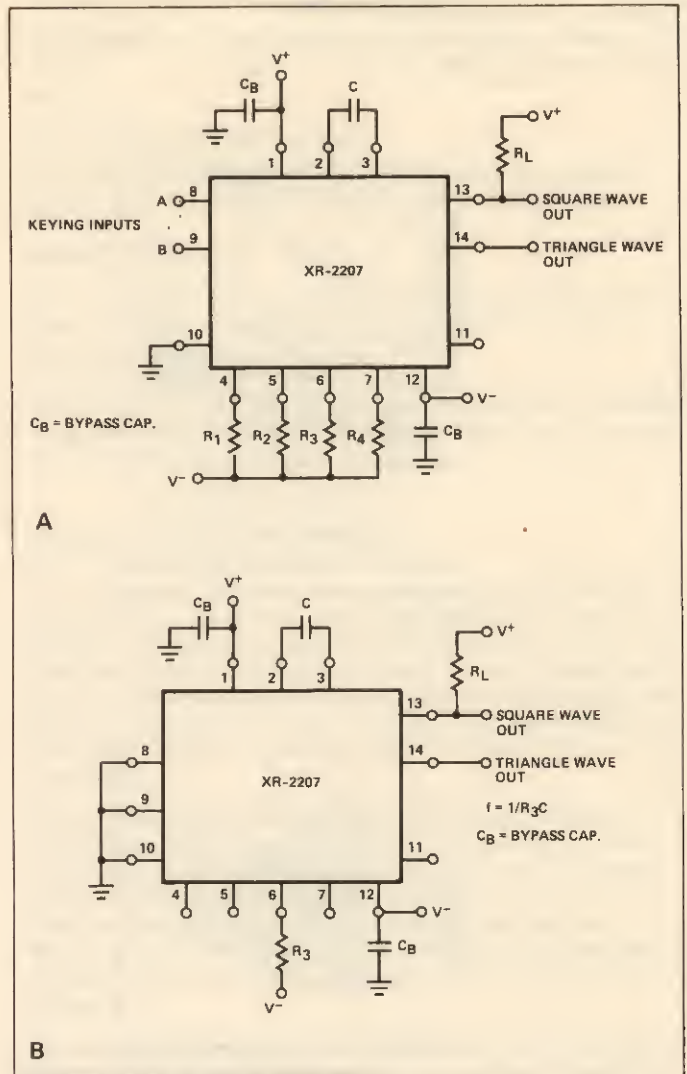 V+
CB
C
V+
RL
1
2
3
13
SQUARE WAVE
OUT
A
8
KEYING INPUTS
B
9
14
TRIANGLE WAVE
OUT
XR-2207
10
11
4
5
6
7
12
V-
CB = BYPASS CAP.
R1
R2
R3
R4
CB
V-
A
V+
CB
C
V+
RL
1
2
3
13
SQUARE WAVE
OUT
8
14
TRIANGLE WAVE
OUT
XR-2207
9
f = 1/R3C
CB = BYPASS CAP.
10
11
4
5
6
7
12
V-
R3
CB
V-
B